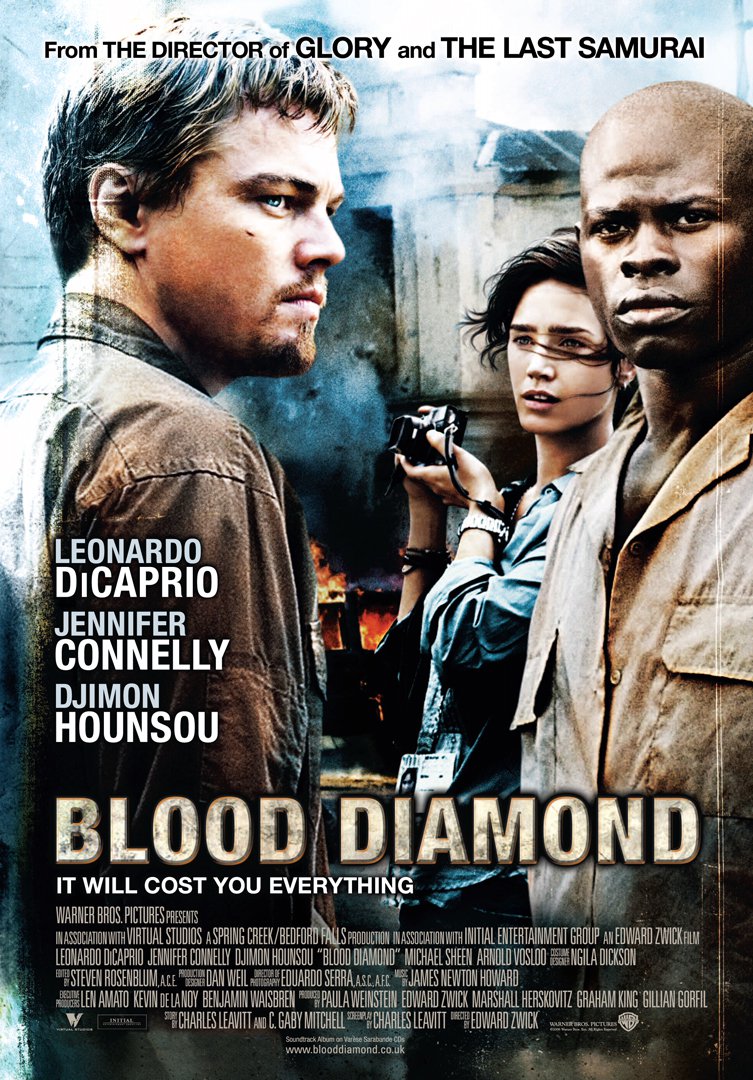 From THE DIRECTOR of GLORY and THE LAST SAMURAI
LEONARDO
DiCAPRIO
JENNIFER
CONNELLY
DJIMON
HOUNSOU
BLOOD DIAMOND
IT WILL COST YOU EVERYTHING
WARNER BROS. PICTURES PRESENTS
IN ASSOCIATION WITH VIRTUAL STUDIOS A SPRING CREEK/BEDFORD FALLS PRODUCTION IN ASSOCIATION WITH INITIAL ENTERTAINMENT GROUP AN EDWARD ZWICK FILM
LEONARDO DiCAPRIO JENNIFER CONNELLY DJIMON HOUNSOU "BLOOD DIAMOND" MICHAEL SHEEN ARNOLD VOSLOO COSTUME DESIGNER NGILA DICKSON
EDITED BY STEVEN ROSENBLUM, A.C.E. PRODUCTION DESIGNER DAN WEIL DIRECTOR OF PHOTOGRAPHY EDUARDO SERRA, A.S.C., A.F.C. MUSIC BY JAMES NEWTON HOWARD
EXECUTIVE PRODUCERS LEN AMATO KEVIN DE LA NOY BENJAMIN WAISBREN PRODUCED BY PAULA WEINSTEIN EDWARD ZWICK MARSHALL HERSKOVITZ GRAHAM KING GILLIAN GORFIL
STORY BY CHARLES LEAVITT AND C. GABY MITCHELL SCREENPLAY BY CHARLES LEAVITT DIRECTED BY EDWARD ZWICK
VIRTUAL STUDIOS INITIAL WARNER BROS. PICTURES
Soundtrack Album on Varèse Sarabande CDs
www.blooddiamond.co.uk